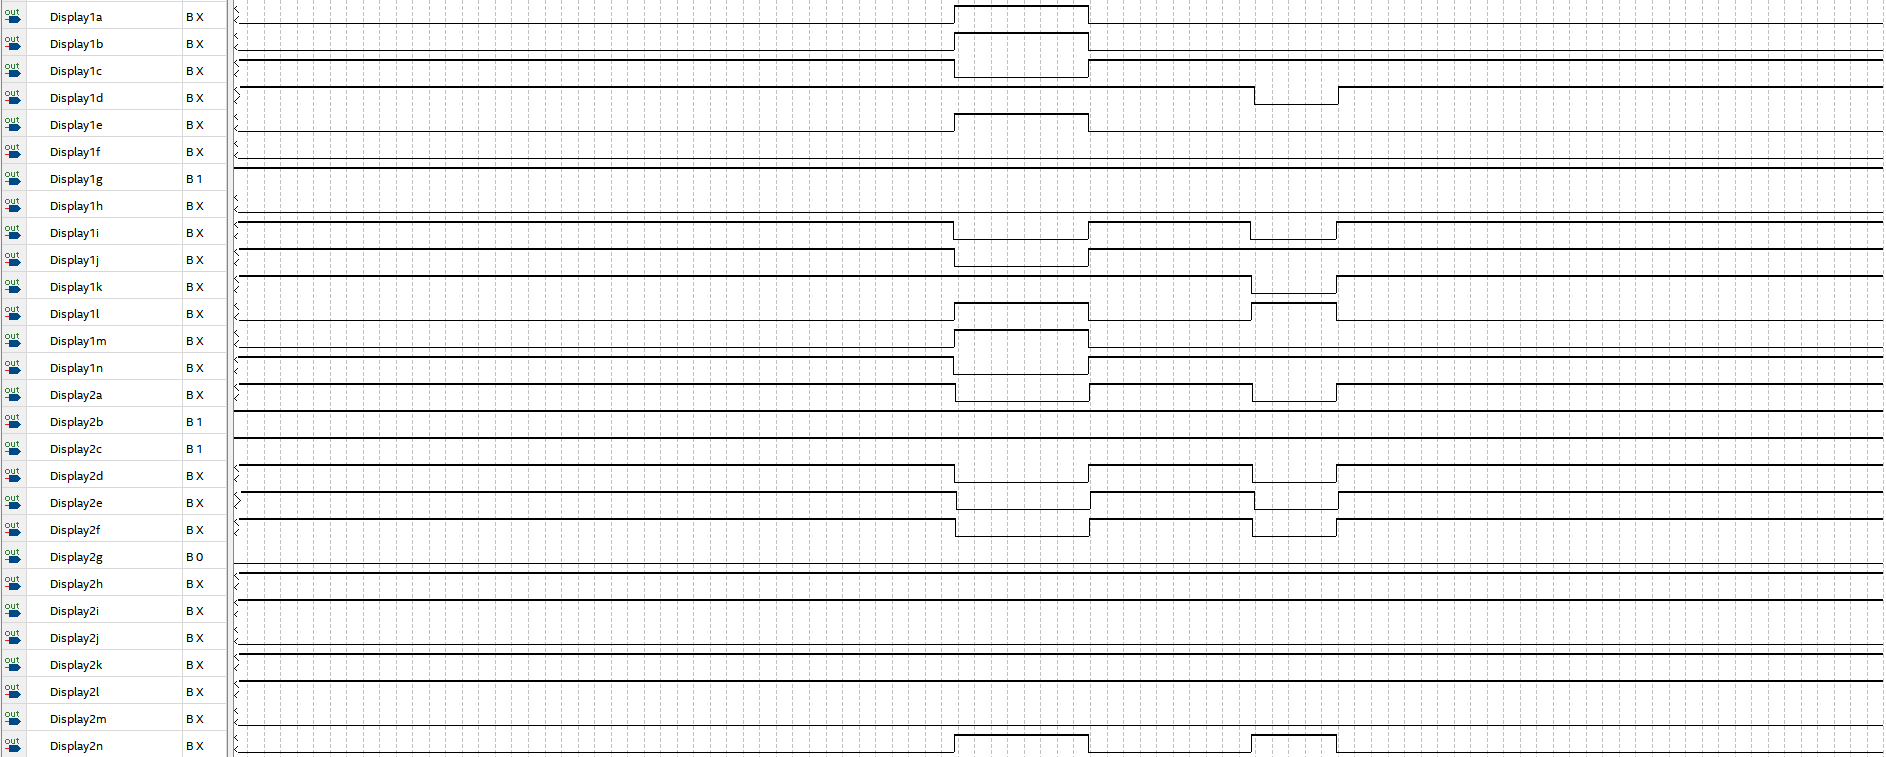 out Display1a B X
out Display1b B X
out Display1c B X
out Display1d B X
out Display1e B X
out Display1f B X
out Display1g B 1
out Display1h B X
out Display1i B X
out Display1j B X
out Display1k B X
out Display1l B X
out Display1m B X
out Display1n B X
out Display2a B X
out Display2b B 1
out Display2c B 1
out Display2d B X
out Display2e B X
out Display2f B X
out Display2g B 0
out Display2h B X
out Display2i B X
out Display2j B X
out Display2k B X
out Display2l B X
out Display2m B X
out Display2n B X